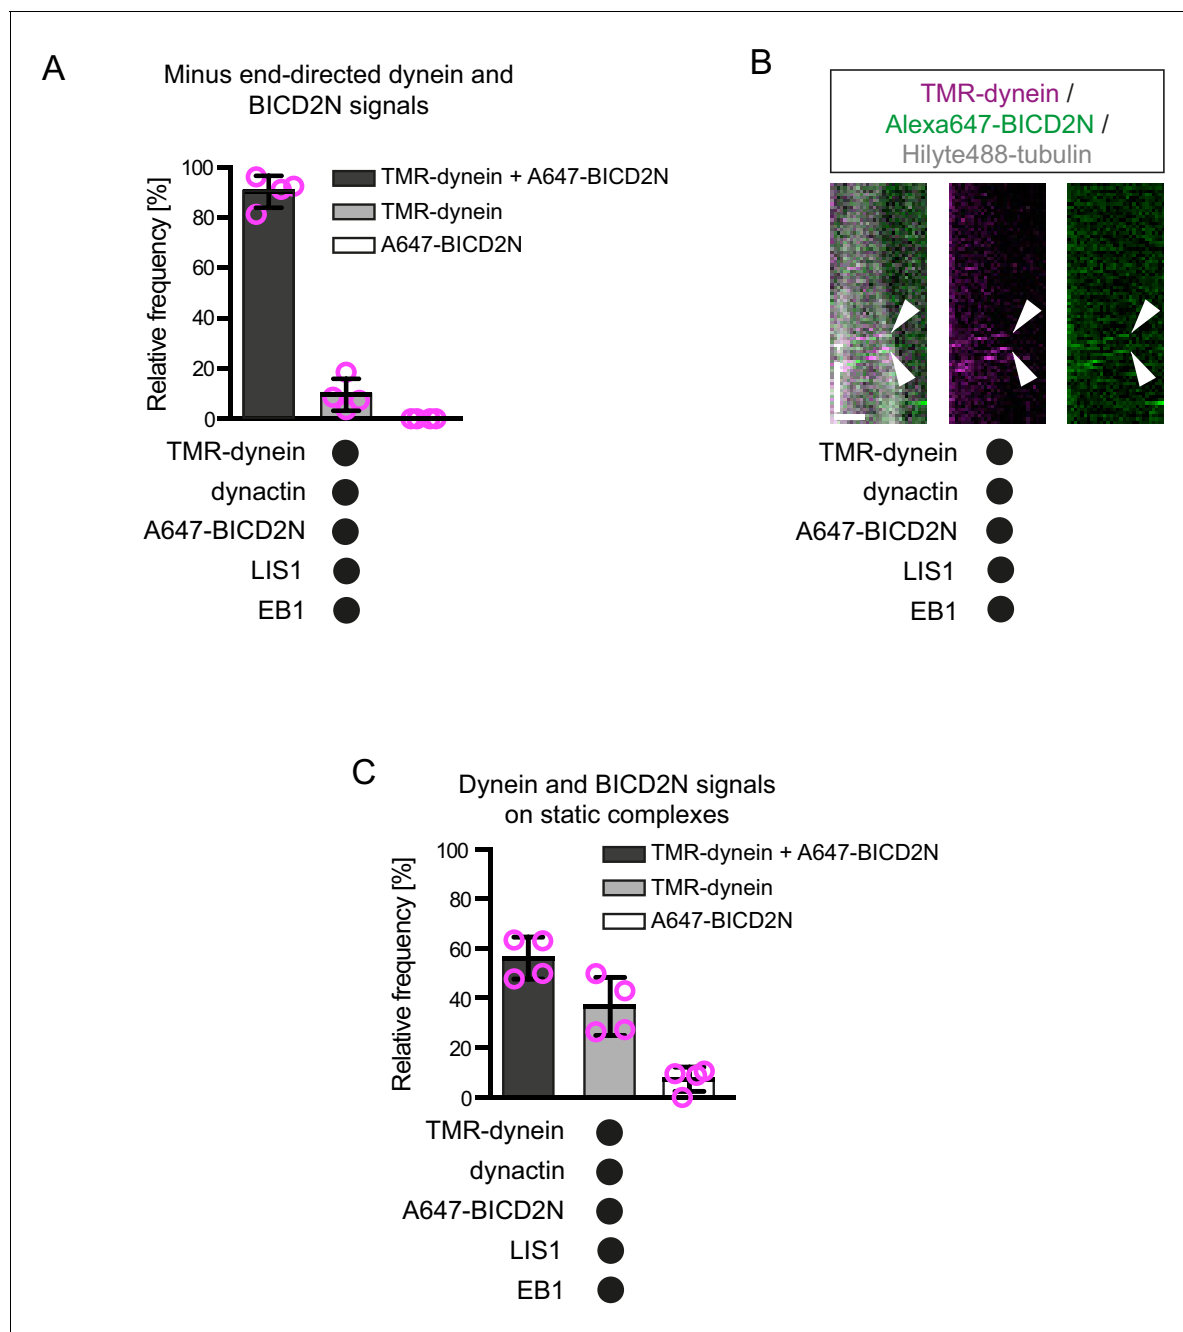 A
Minus end-directed dynein and
BICD2N signals
Relative frequency [%]
100
80
60
40
20
0
TMR-dynein + A647-BICD2N
TMR-dynein
A647-BICD2N
TMR-dynein
dynactin
A647-BICD2N
LIS1
EB1
B
TMR-dynein /
Alexa647-BICD2N /
Hilyte488-tubulin
TMR-dynein
dynactin
A647-BICD2N
LIS1
EB1
C
Dynein and BICD2N signals
on static complexes
Relative frequency [%]
100
80
60
40
20
0
TMR-dynein + A647-BICD2N
TMR-dynein
A647-BICD2N
TMR-dynein
dynactin
A647-BICD2N
LIS1
EB1